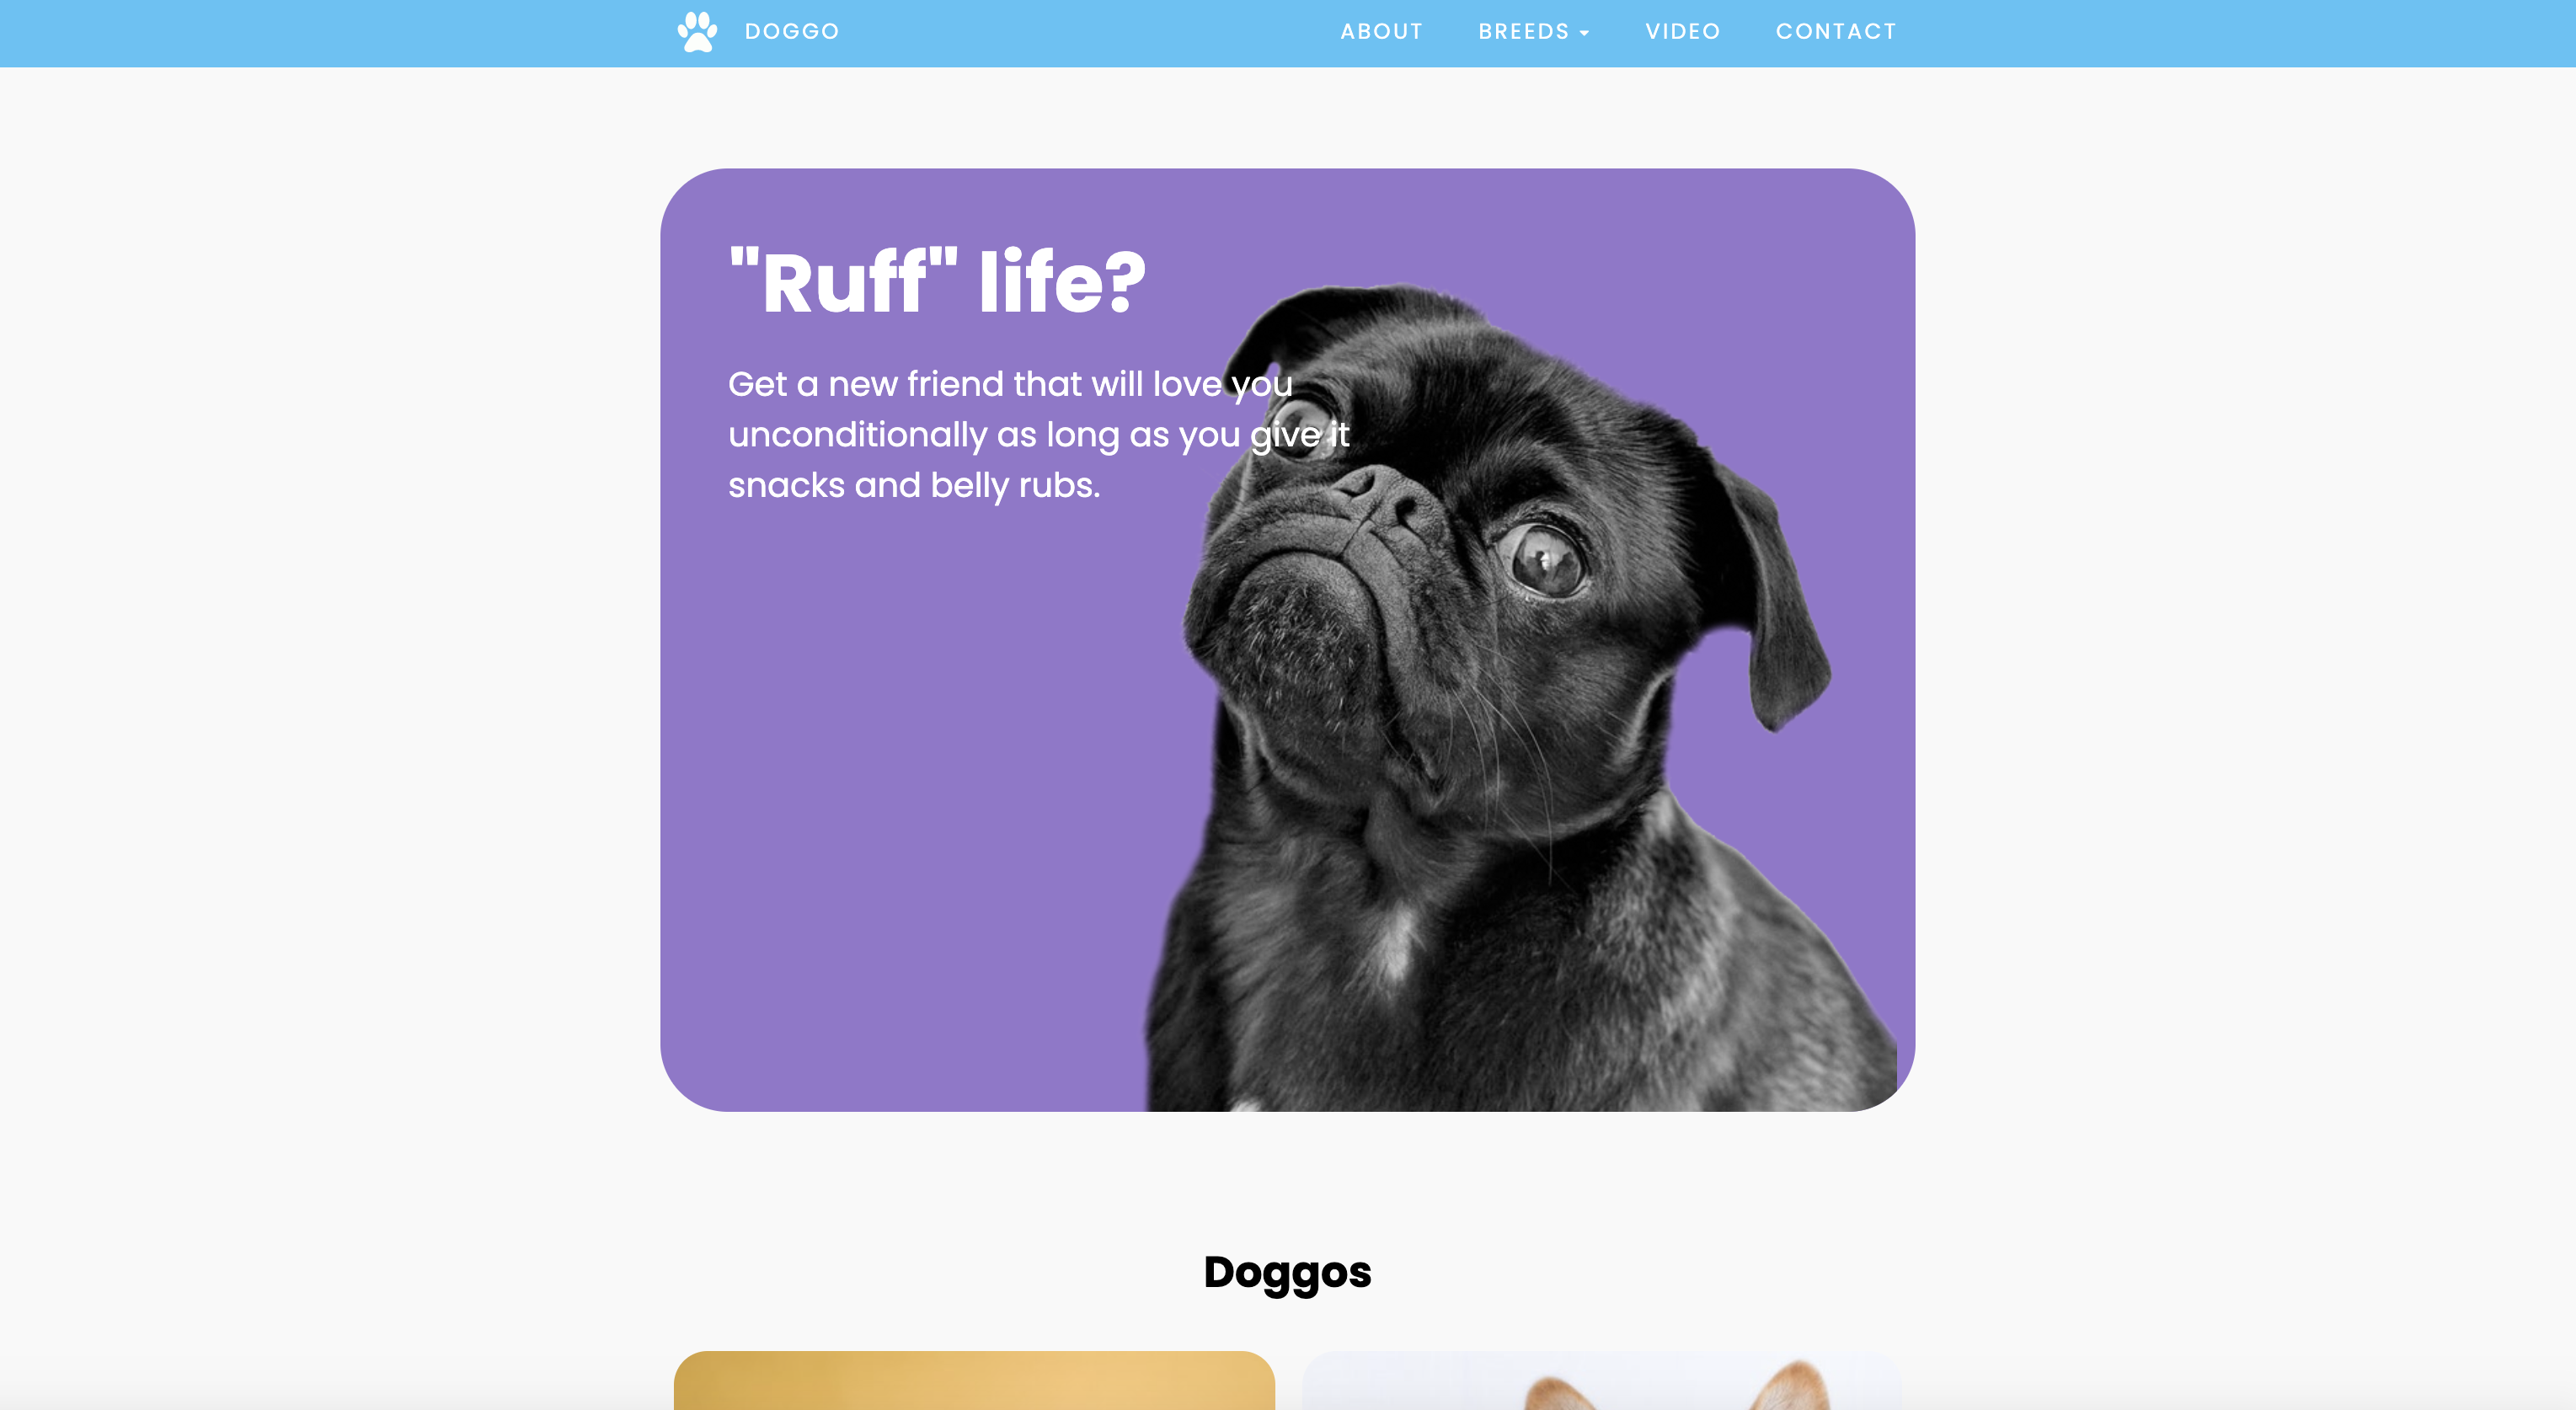 DOGGO
ABOUT
BREEDS
VIDEO
CONTACT
"Ruff" life?
Get a new friend that will love you
unconditionally as long as you give it
snacks and belly rubs.
Doggos